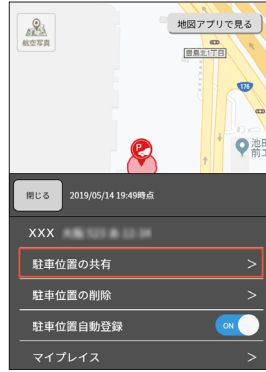 地図アプリで見る
航空写真
豊島北1丁目
176
P
池田
前
閉じる 2019/05/14 19:49時点
XXX
駐車位置の共有 >
駐車位置の削除 >
駐車位置自動登録 ON
マイプレイス >